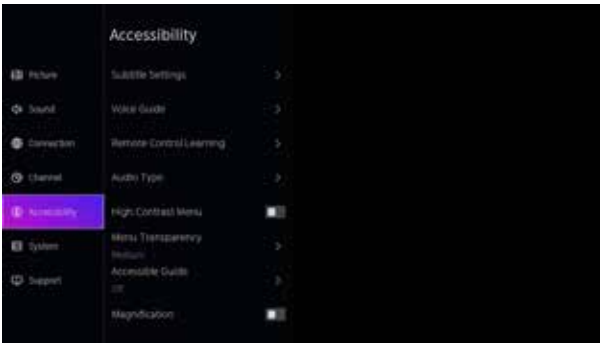 Accessibility
Picture
Sound
Connection
Channel
Accessibility
System
Support
Subtitle Settings
Voice Guide
Remote Control Learning
Audio Type
High Contrast Menu
Menu Transparency
Medium
Accessible Guide
Off
Magnification